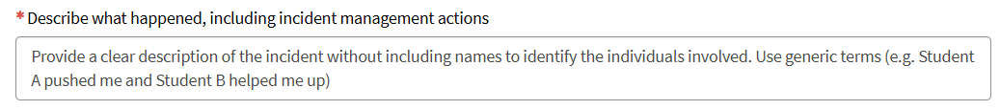 * Describe what happened, including incident management actions
Provide a clear description of the incident without including names to identify the individuals involved. Use generic terms (e.g. Student
A pushed me and Student B helped me up)